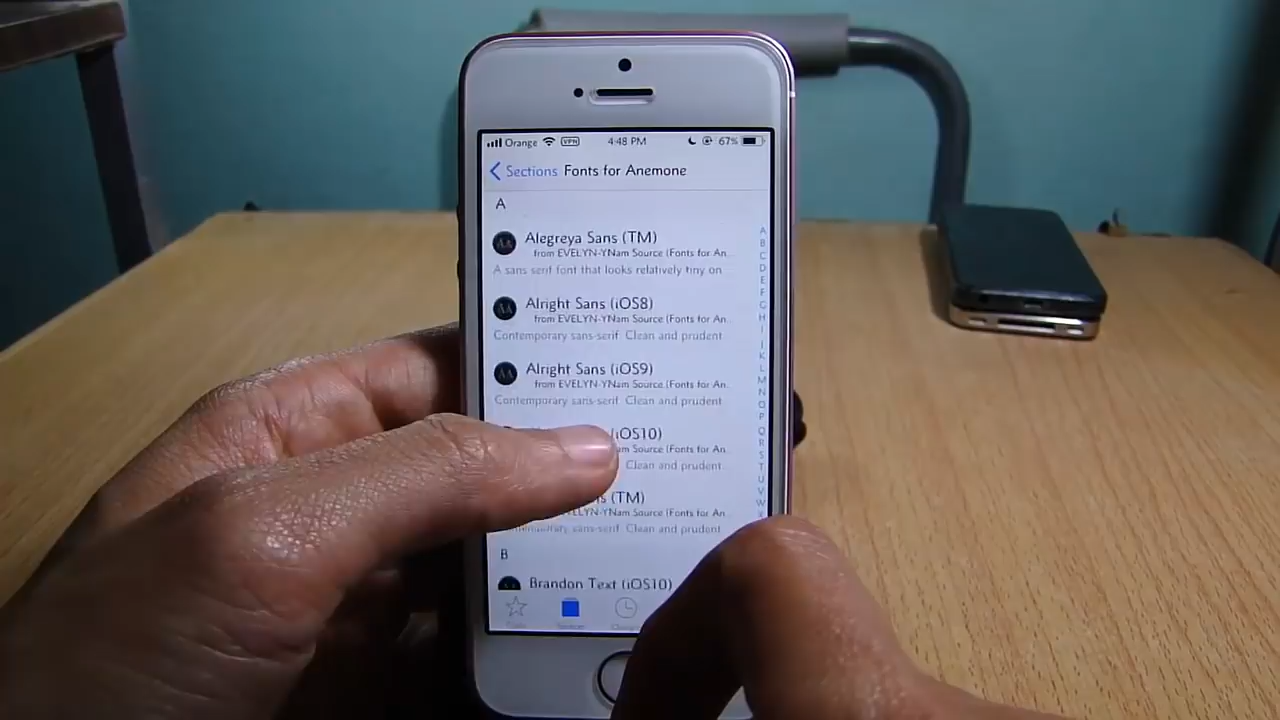 Orange VPN 4:48 PM 67%
Sections Fonts for Anemone
A
Alegreya Sans (TM)
from EVELYN-YNam Source (Fonts for An..
A sans serif font that looks relatively tiny on
Alright Sans (iOS8)
from EVELYN-YNam Source (Fonts for An..
Contemporary sans-serif Clean and prudent
Alright Sans (iOS9)
from EVELYN-YNam Source (Fonts for An..
Contemporary sans-serif Clean and prudent
(iOS10)
Source (Fonts for An..
Clean and prudent
(TM)
Source (Fonts for An..
sans-serif Clean and prudent
B
Brandon Text (iOS10)
A
B
C
D
E
F
G
H
I
J
K
L
M
N
O
P
Q
R
S
T
U
V
W